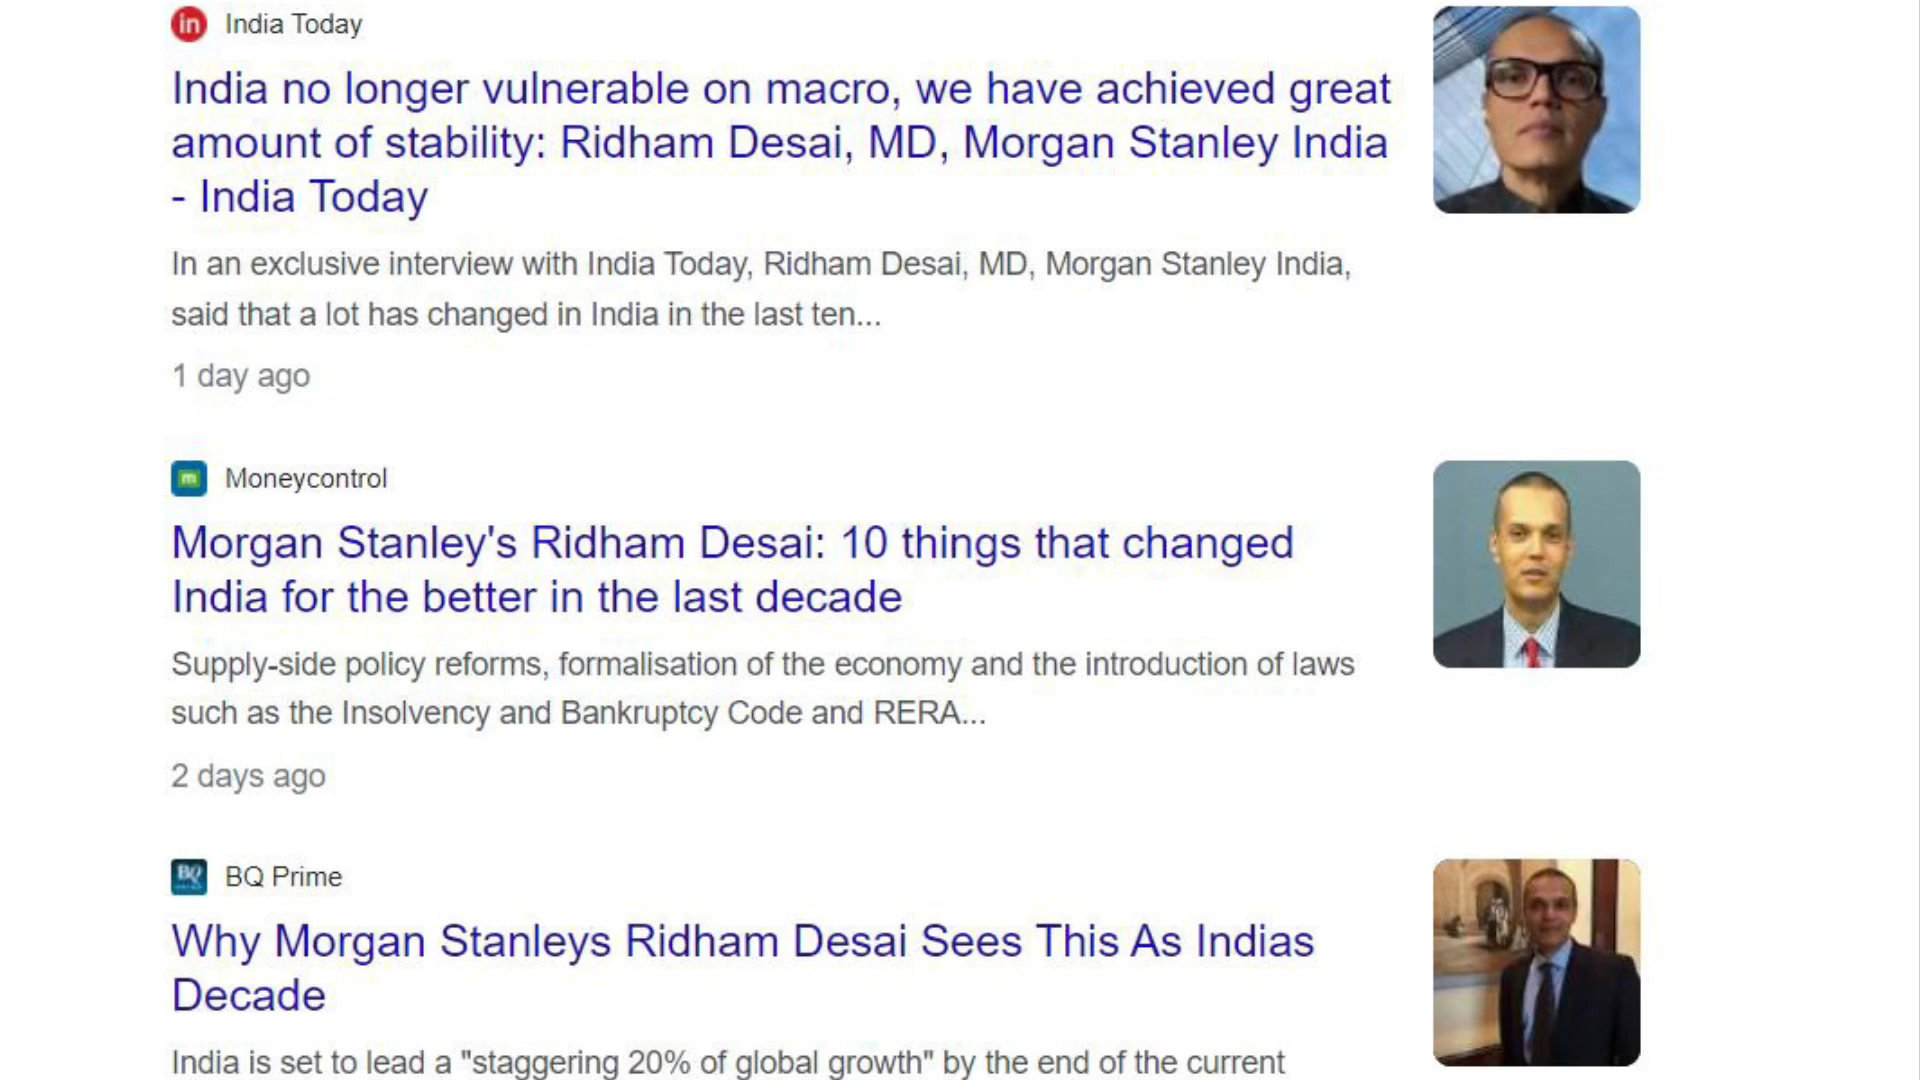 in India Today
India no longer vulnerable on macro, we have achieved great
amount of stability: Ridham Desai, MD, Morgan Stanley India
- India Today
In an exclusive interview with India Today, Ridham Desai, MD, Morgan Stanley India,
said that a lot has changed in India in the last ten...
1 day ago
m Moneycontrol
Morgan Stanley's Ridham Desai: 10 things that changed
India for the better in the last decade
Supply-side policy reforms, formalisation of the economy and the introduction of laws
such as the Insolvency and Bankruptcy Code and RERA...
2 days ago
BQ BQ Prime
Why Morgan Stanleys Ridham Desai Sees This As Indias
Decade
India is set to lead a "staggering 20% of global growth" by the end of the current